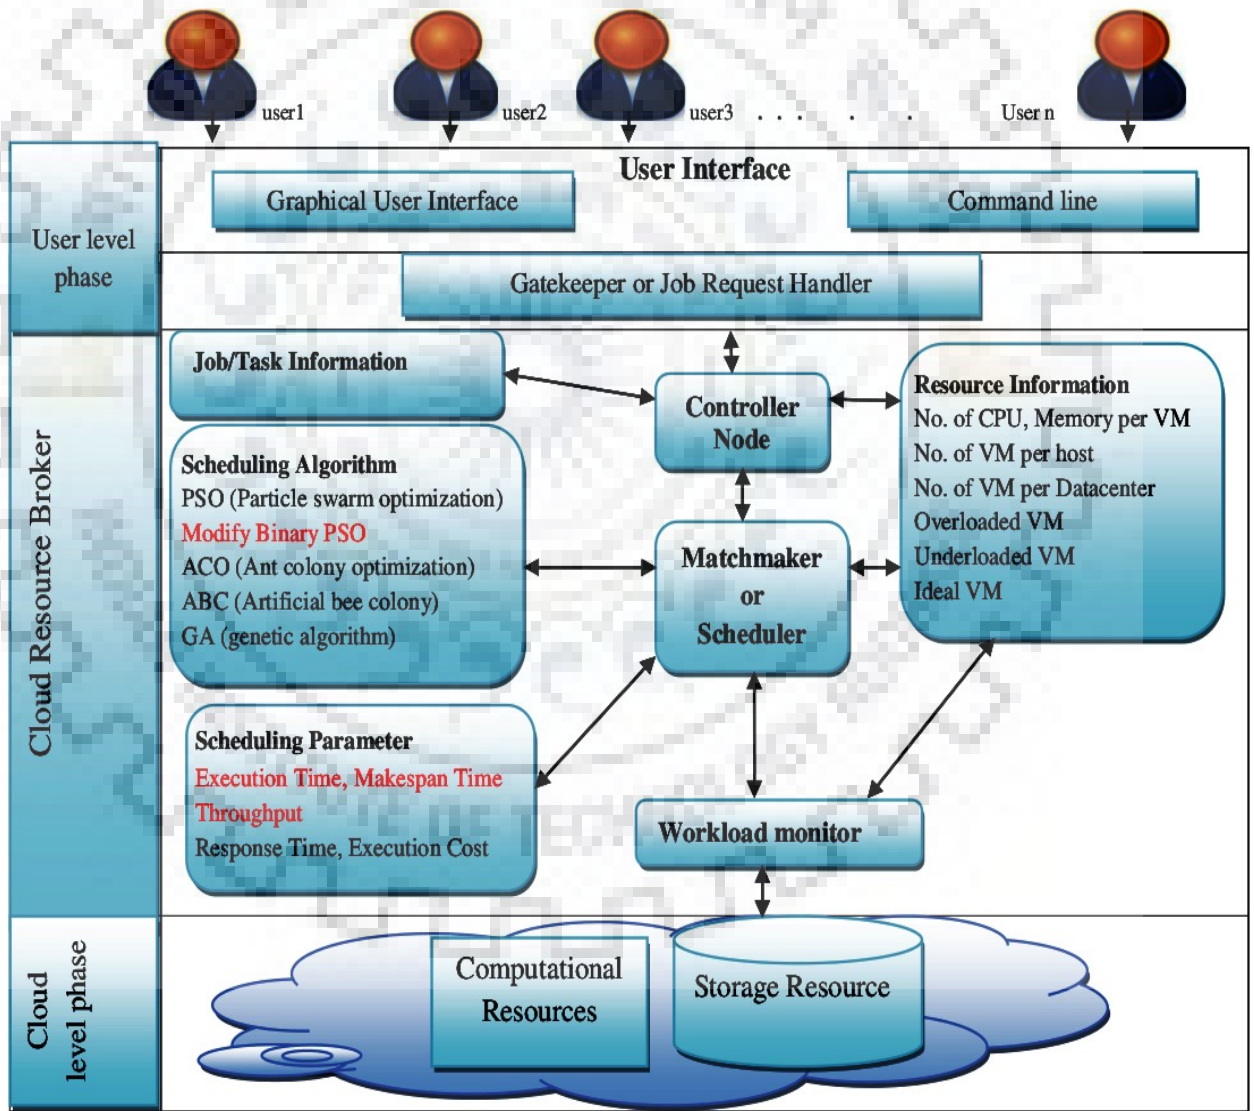 user1
user2
user3 . . . . .
User n
User Interface
Graphical User Interface
Command line
User level
phase
Gatekeeper or Job Request Handler
Cloud Resource Broker
Job/Task Information
Controller
Node
Resource Information
No. of CPU, Memory per VM
No. of VM per host
No. of VM per Datacenter
Overloaded VM
Underloaded VM
Ideal VM
Scheduling Algorithm
PSO (Particle swarm optimization)
Modify Binary PSO
ACO (Ant colony optimization)
ABC (Artificial bee colony)
GA (genetic algorithm)
Matchmaker
or
Scheduler
Scheduling Parameter
Execution Time, Makespan Time
Throughput
Response Time, Execution Cost
Workload monitor
Cloud
level phase
Computational
Resources
Storage Resource